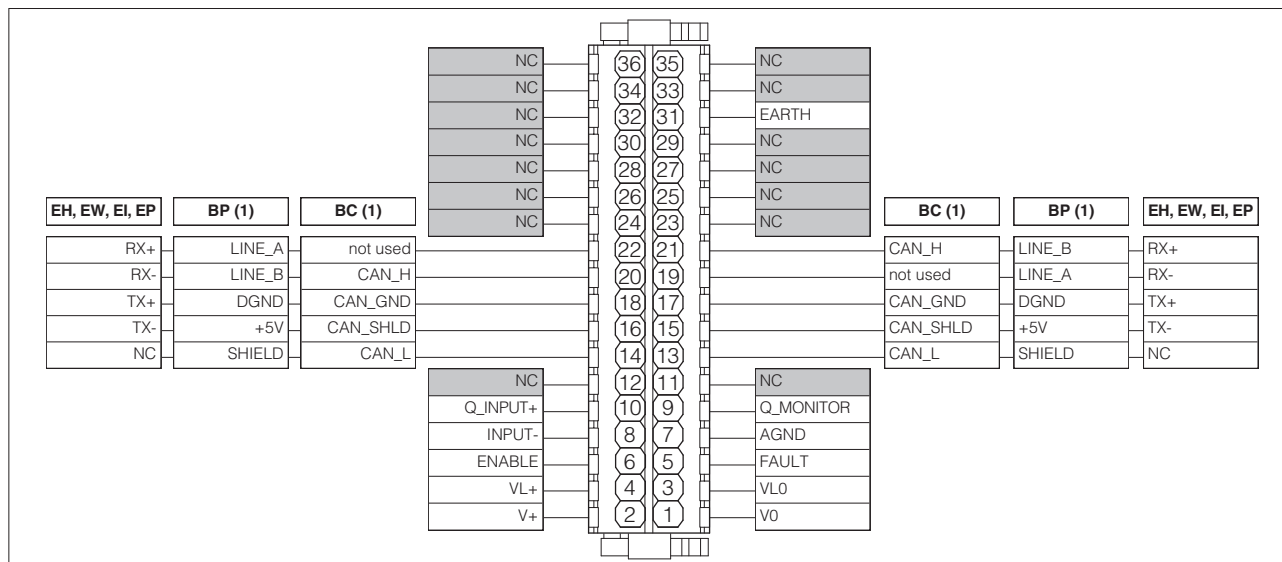 NC 36 35 NC
NC 34 33 NC
NC 32 31 EARTH
NC 30 29 NC
NC 28 27 NC
NC 26 25 NC
EH, EW, EI, EP BP (1) BC (1) NC 24 23 NC BC (1) BP (1) EH, EW, EI, EP
RX+ LINE_A not used 22 21 CAN_H LINE_B RX+
RX- LINE_B CAN_H 20 19 not used LINE_A RX-
TX+ DGND CAN_GND 18 17 CAN_GND DGND TX+
TX- +5V CAN_SHLD 16 15 CAN_SHLD +5V TX-
NC SHIELD CAN_L 14 13 CAN_L SHIELD NC
NC 12 11 NC
Q_INPUT+ 10 9 Q_MONITOR
INPUT- 8 7 AGND
ENABLE 6 5 FAULT
VL+ 4 3 VL0
V+ 2 1 V0